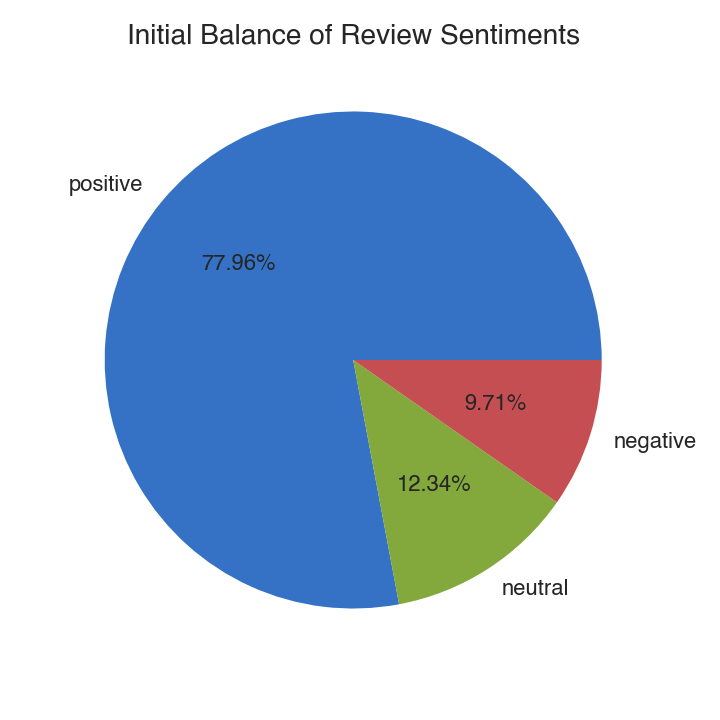 Initial Balance of Review Sentiments
positive
77.96%
9.71%
negative
12.34%
neutral